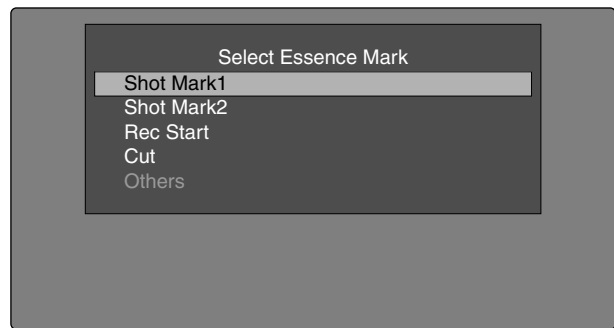 Select Essence Mark
Shot Mark1
Shot Mark2
Rec Start
Cut
Others